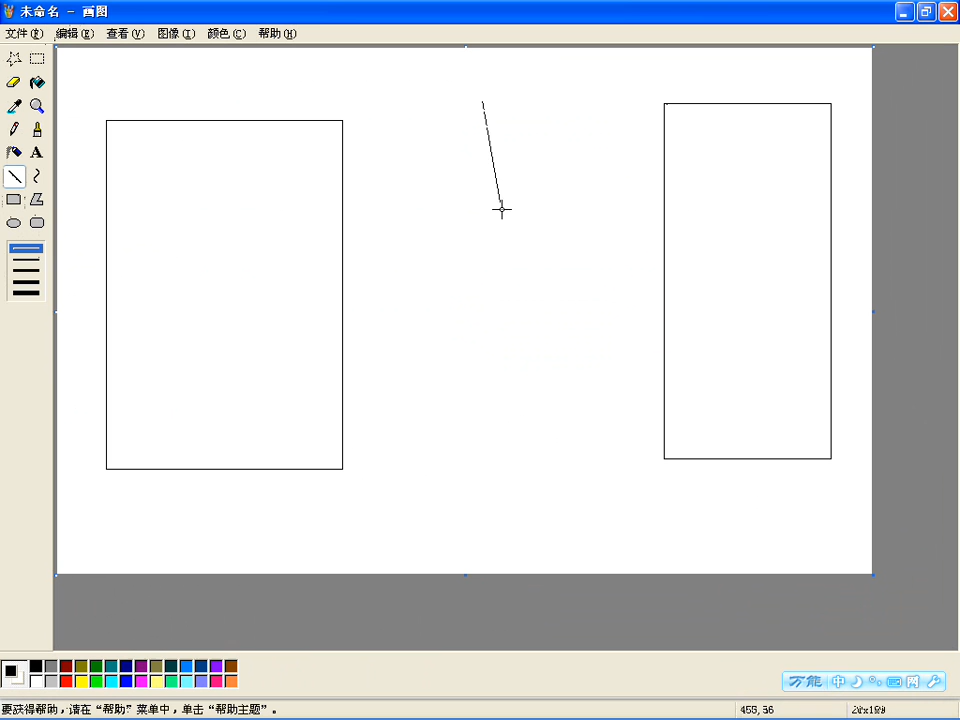 未命名 - 画图
文件(F) 编辑(E) 查看(V) 图像(I) 颜色(C) 帮助(H)
A
万能 中 网
要获得帮助，请在“帮助”菜单中，单击“帮助主题”。